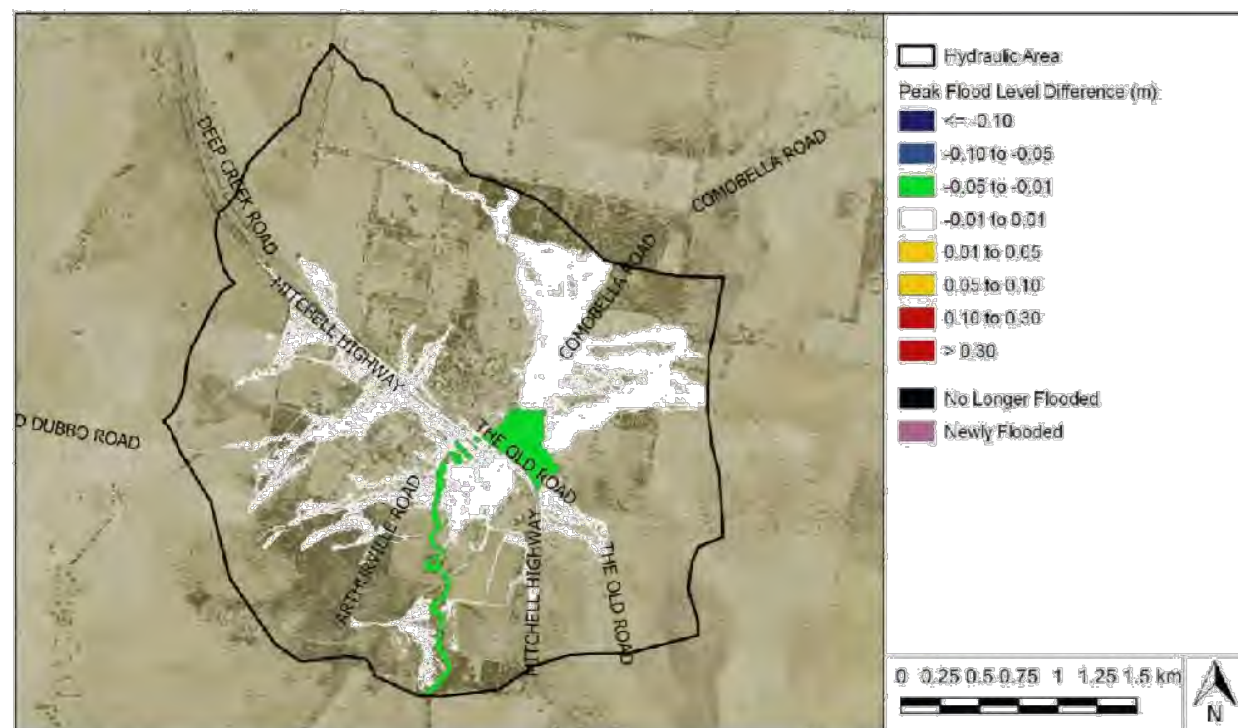 DEEP CREEK ROAD
COMOBELLA ROAD
COMOBELLA ROAD
MITCHELL HIGHWAY
D DUBBO ROAD
THE OLD ROAD
ARTHURVILLE ROAD
MITCHELL HIGHWAY
THE OLD ROAD
Hydraulic Area
Peak Flood Level Difference (m)
<= -0.10
-0.10 to -0.05
-0.05 to -0.01
-0.01 to 0.01
0.01 to 0.05
0.05 to 0.10
0.10 to 0.30
> 0.30
No Longer Flooded
Newly Flooded
0 0.25 0.5 0.75 1 1.25 1.5 km
N